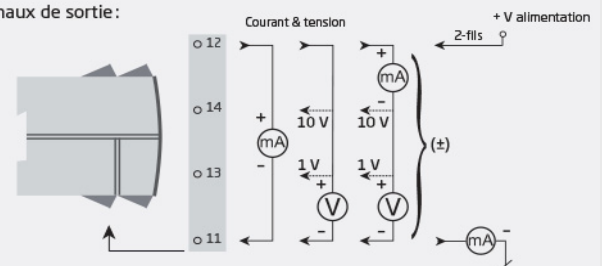 naux de sortie:
Courant & tension
+ V alimentation
2-fils
12
+
mA
-
14
+
10 V
10 V
mA
(±)
-
13
1 V
1 V
+
+
V
V
-
-
11
mA
-